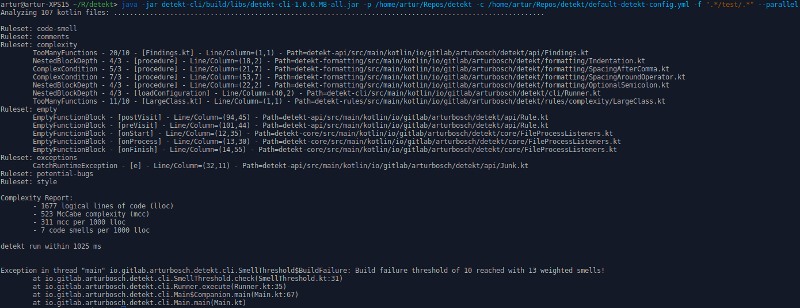 artur@artur-XPS15 ~/R/detekt> java -jar detekt-cli/build/libs/detekt-cli-1.0.0.M8-all.jar -p /home/artur/Repos/detekt -c /home/artur/Repos/detekt/default-detekt-config.yml -f ".*/test/.*" --parallel
Analyzing 107 kotlin files: ...........................................................................................................
Ruleset: code-smell
Ruleset: comments
Ruleset: complexity
TooManyFunctions - 20/10 - [Findings.kt] - Line/Column=(1,1) - Path=detekt-api/src/main/kotlin/io/gitlab/arturbosch/detekt/api/Findings.kt
NestedBlockDepth - 4/3 - [procedure] - Line/Column=(18,2) - Path=detekt-formatting/src/main/kotlin/io/gitlab/arturbosch/detekt/formatting/Indentation.kt
NestedBlockDepth - 4/3 - [procedure] - Line/Column=(21,7) - Path=detekt-formatting/src/main/kotlin/io/gitlab/arturbosch/detekt/formatting/SpacingAfterComma.kt
NestedBlockDepth - 5/3 - [procedure] - Line/Column=(53,7) - Path=detekt-formatting/src/main/kotlin/io/gitlab/arturbosch/detekt/formatting/SpacingAroundOperator.kt
NestedBlockDepth - 4/3 - [procedure] - Line/Column=(22,2) - Path=detekt-formatting/src/main/kotlin/io/gitlab/arturbosch/detekt/formatting/OptionalSemicolon.kt
NestedBlockDepth - 4/3 - [loadConfiguration] - Line/Column=(40,2) - Path=detekt-cli/src/main/kotlin/io/gitlab/arturbosch/detekt/cli/Runner.kt
TooManyFunctions - 11/10 - [LargeClass.kt] - Line/Column=(1,1) - Path=detekt-rules/src/main/kotlin/io/gitlab/arturbosch/detekt/rules/complexity/LargeClass.kt
Ruleset: empty
EmptyFunctionBlock - [postVisit] - Line/Column=(94,45) - Path=detekt-api/src/main/kotlin/io/gitlab/arturbosch/detekt/api/Rule.kt
EmptyFunctionBlock - [preVisit] - Line/Column=(101,44) - Path=detekt-api/src/main/kotlin/io/gitlab/arturbosch/detekt/api/Rule.kt
EmptyFunctionBlock - [onStart] - Line/Column=(12,35) - Path=detekt-core/src/main/kotlin/io/gitlab/arturbosch/detekt/core/FileProcessListeners.kt
EmptyFunctionBlock - [onProcess] - Line/Column=(13,30) - Path=detekt-core/src/main/kotlin/io/gitlab/arturbosch/detekt/core/FileProcessListeners.kt
EmptyFunctionBlock - [onFinish] - Line/Column=(14,55) - Path=detekt-core/src/main/kotlin/io/gitlab/arturbosch/detekt/core/FileProcessListeners.kt
Ruleset: exceptions
CatchRuntimeException - [e] - Line/Column=(32,11) - Path=detekt-api/src/main/kotlin/io/gitlab/arturbosch/detekt/api/Junk.kt
Ruleset: potential-bugs
Ruleset: style
Complexity Report:
- 1677 logical lines of code (lloc)
- 523 McCabe complexity (mcc)
- 311 mcc per 1000 lloc
- 7 code smells per 1000 lloc
detekt run within 1025 ms
Exception in thread "main" io.gitlab.arturbosch.detekt.cli.SmellThreshold$BuildFailure: Build failure threshold of 10 reached with 13 weighted smells!
at io.gitlab.arturbosch.detekt.cli.SmellThreshold.check(SmellThreshold.kt:31)
at io.gitlab.arturbosch.detekt.cli.Runner.execute(Runner.kt:35)
at io.gitlab.arturbosch.detekt.cli.Main$Companion.main(Main.kt:67)
at io.gitlab.arturbosch.detekt.cli.Main.main(Main.kt)